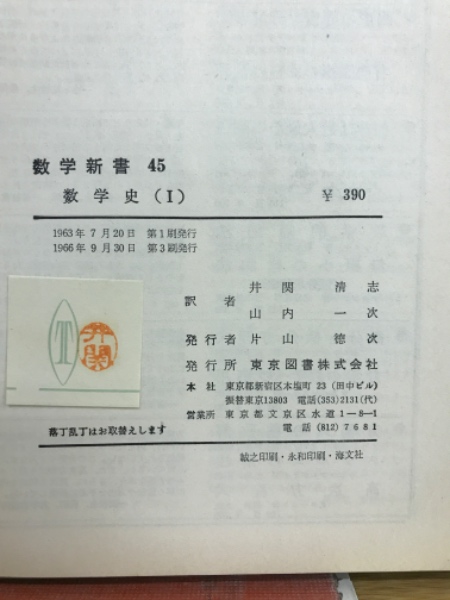 数学新書 45
数学史(I) ¥390
1963年7月20日 第1刷発行
1966年9月30日 第3刷発行
訳者 井関清志
山内一次
発行者 片山徳次
発行所 東京図書株式会社
本社 東京都新宿区本塩町23(田中ビル)
振替東京13803 電話(353)2131(代)
営業所 東京都文京区水道1-8-1
電話(812)7681
T 井関
落丁乱丁はお取替えします
誠之印刷・永和印刷・海文社